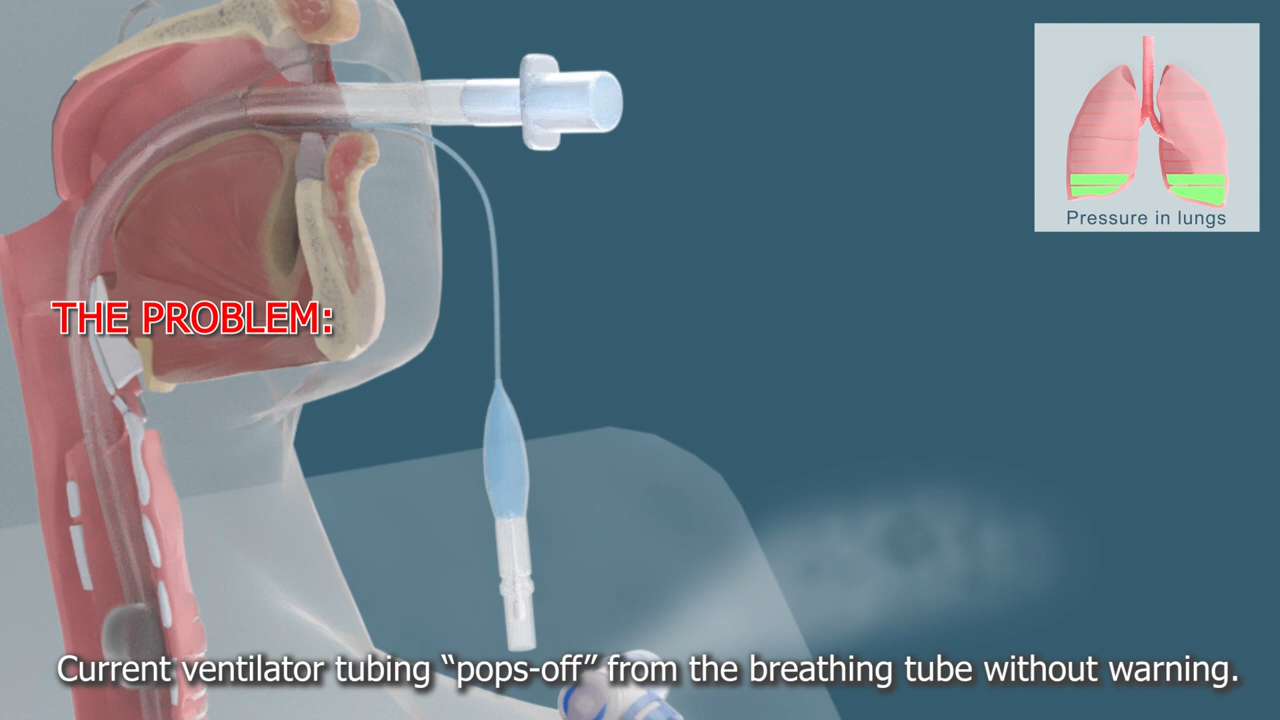 Pressure in lungs
THE PROBLEM:
Current ventilator tubing “pops-off” from the breathing tube without warning.